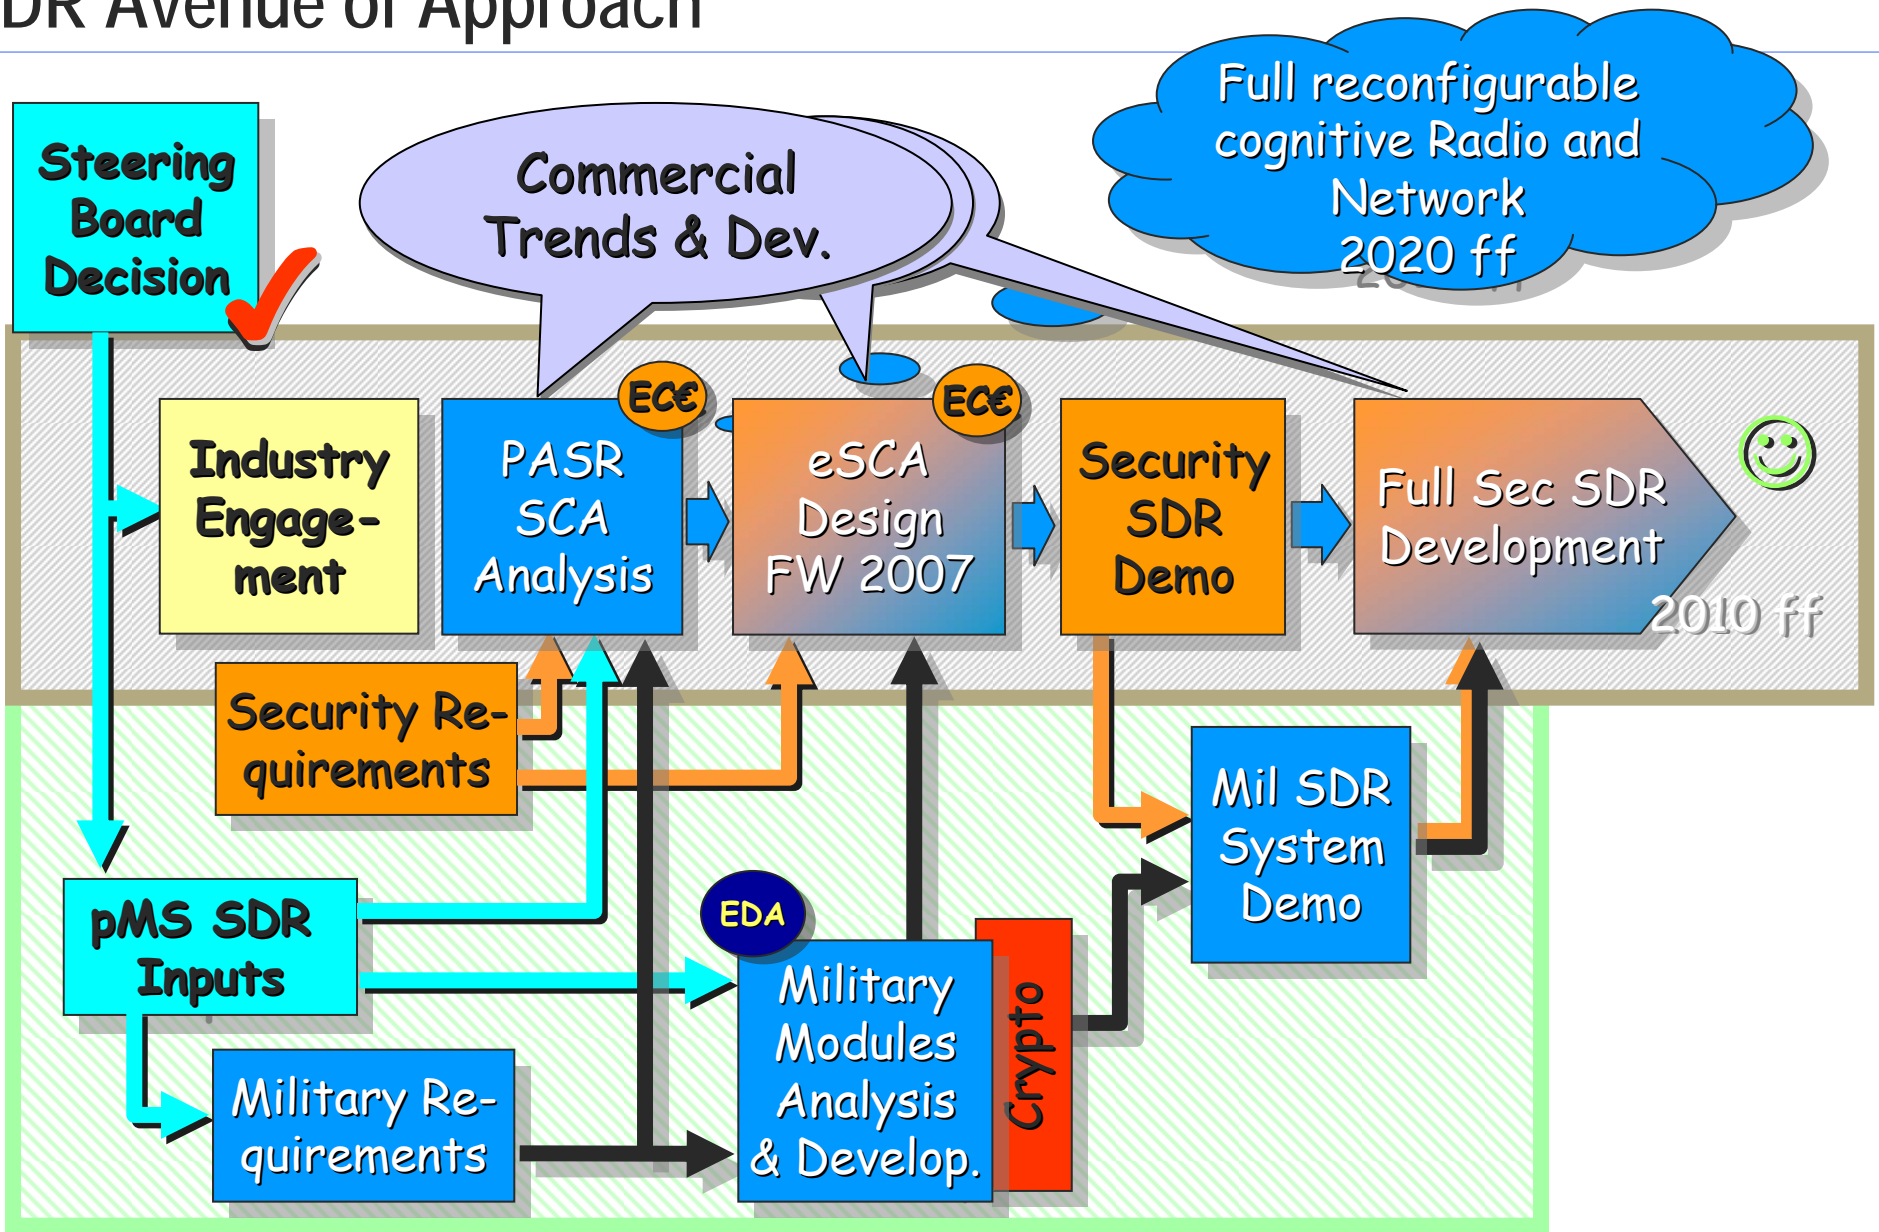 DR Avenue of Approach
Full reconfigurable
cognitive Radio and
Network
2020 ff
Steering
Board
Decision
Commercial
Trends & Dev.
EC€
EC€
Industry
Engage-
ment
PASR
SCA
Analysis
eSCA
Design
FW 2007
Security
SDR
Demo
Full Sec SDR
Development
2010 ff
Security Re-
quirements
Mil SDR
System
Demo
pMS SDR
Inputs
EDA
Military
Modules
Analysis
& Develop.
Crypto
Military Re-
quirements